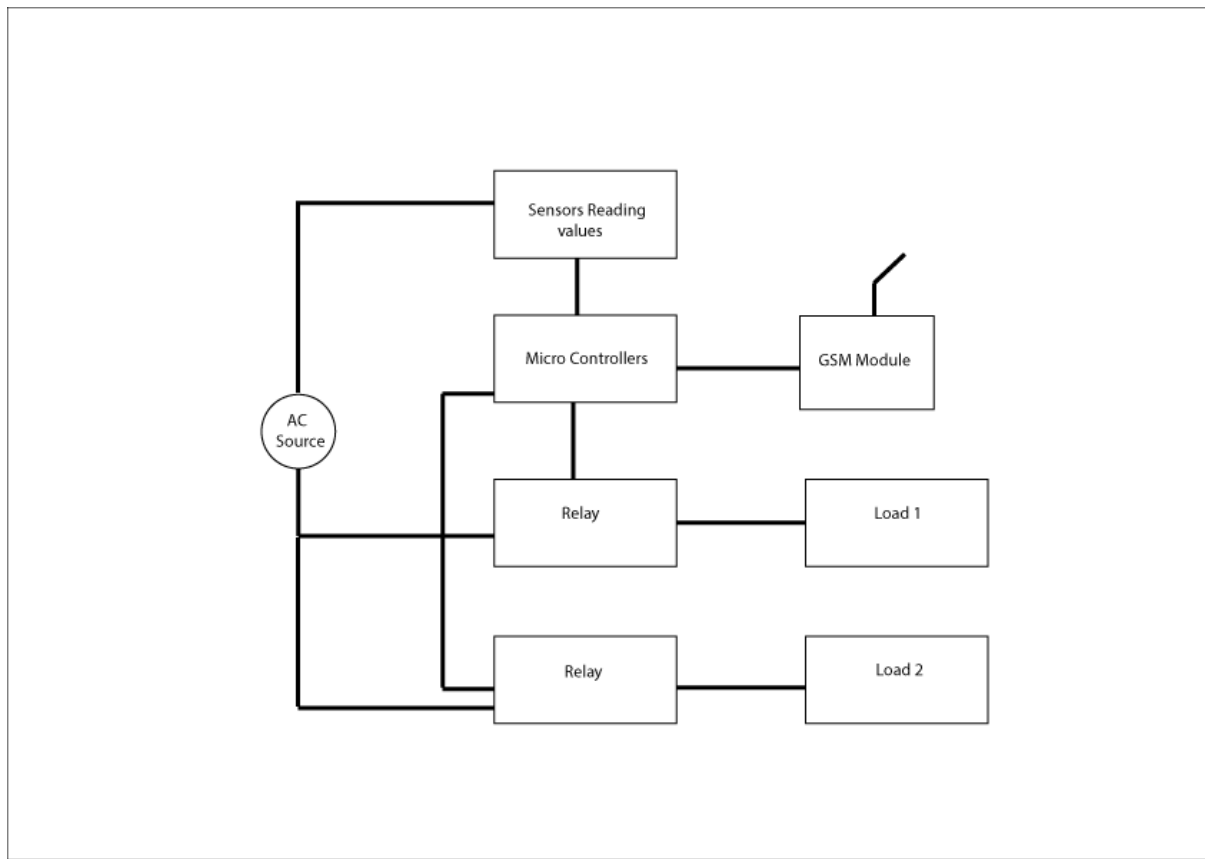 Sensors Reading
values
Micro Controllers
GSM Module
AC
Source
Relay
Load 1
Relay
Load 2